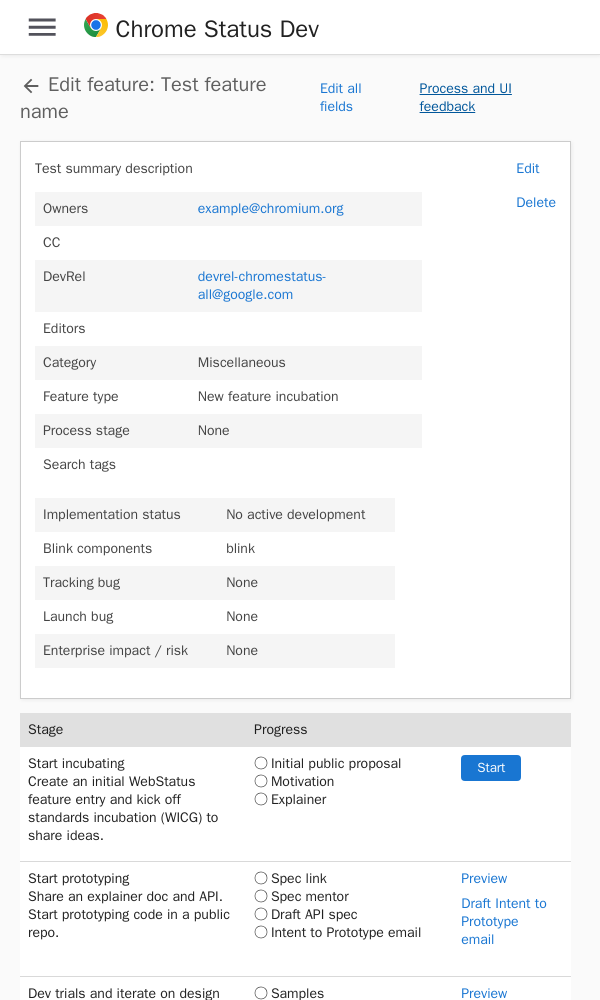 Chrome Status Dev
Edit feature: Test feature
name
Edit all
fields
Process and UI
feedback
Test summary description
Edit
Delete
Owners example@chromium.org
CC
DevRel devrel-chromestatus-
all@google.com
Editors
Category Miscellaneous
Feature type New feature incubation
Process stage None
Search tags
Implementation status No active development
Blink components blink
Tracking bug None
Launch bug None
Enterprise impact / risk None
Stage Progress
Start incubating
Create an initial WebStatus
feature entry and kick off
standards incubation (WICG) to
share ideas.
Initial public proposal
Motivation
Explainer
Start
Start prototyping
Share an explainer doc and API.
Start prototyping code in a public
repo.
Spec link
Spec mentor
Draft API spec
Intent to Prototype email
Preview
Draft Intent to
Prototype
email
Dev trials and iterate on design
Samples
Preview